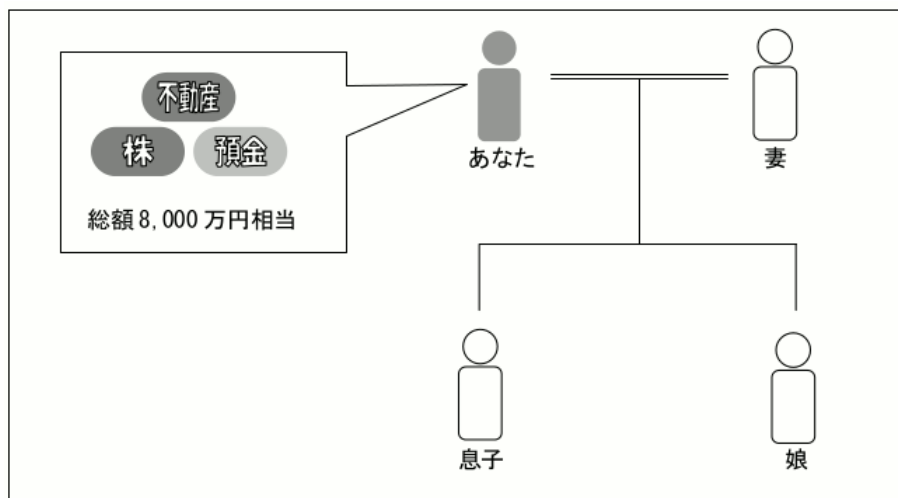 不動産
株 預金
総額8,000万円相当
あなた
妻
息子
娘